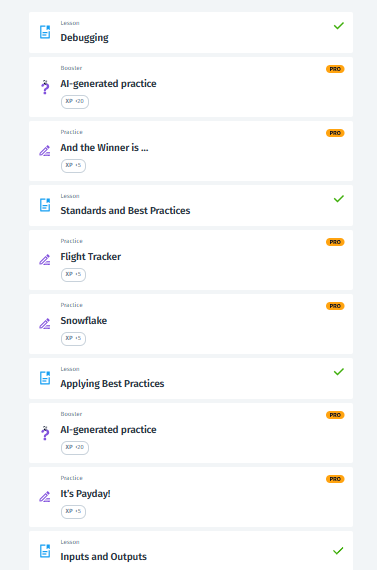 Lesson
Debugging
Booster
PRO
AI-generated practice
XP +20
Practice
PRO
And the Winner is ...
XP +5
Lesson
Standards and Best Practices
Practice
PRO
Flight Tracker
XP +5
Practice
PRO
Snowflake
XP +5
Lesson
Applying Best Practices
Booster
PRO
AI-generated practice
XP +20
Practice
PRO
It's Payday!
XP +5
Lesson
Inputs and Outputs